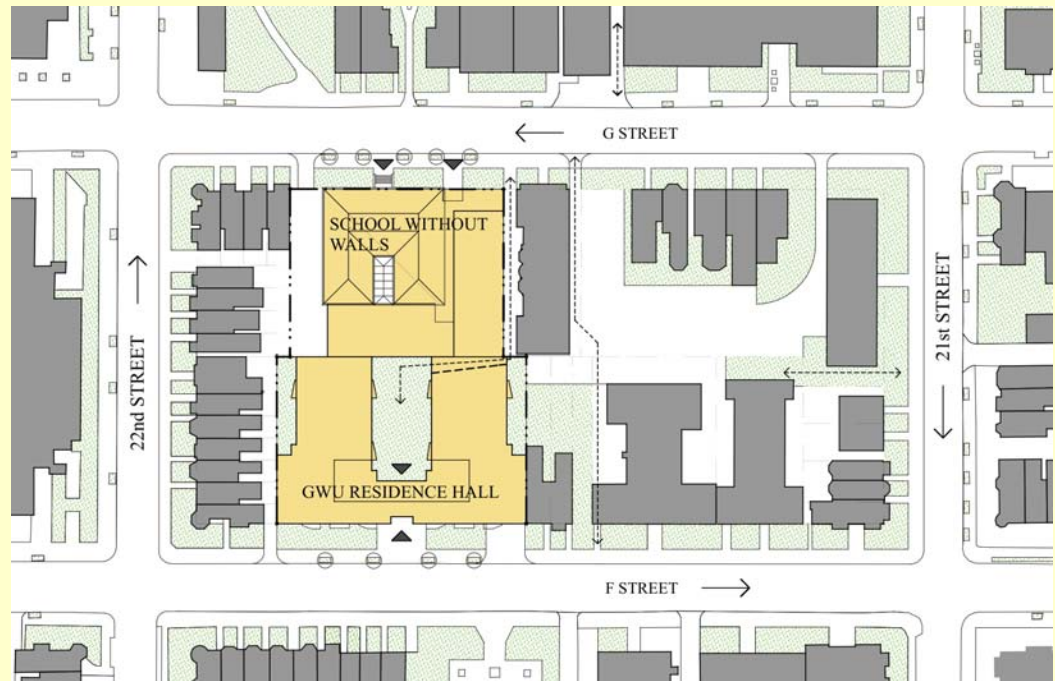 G STREET
SCHOOL WITHOUT
WALLS
22nd STREET
21st STREET
GWU RESIDENCE HALL
F STREET